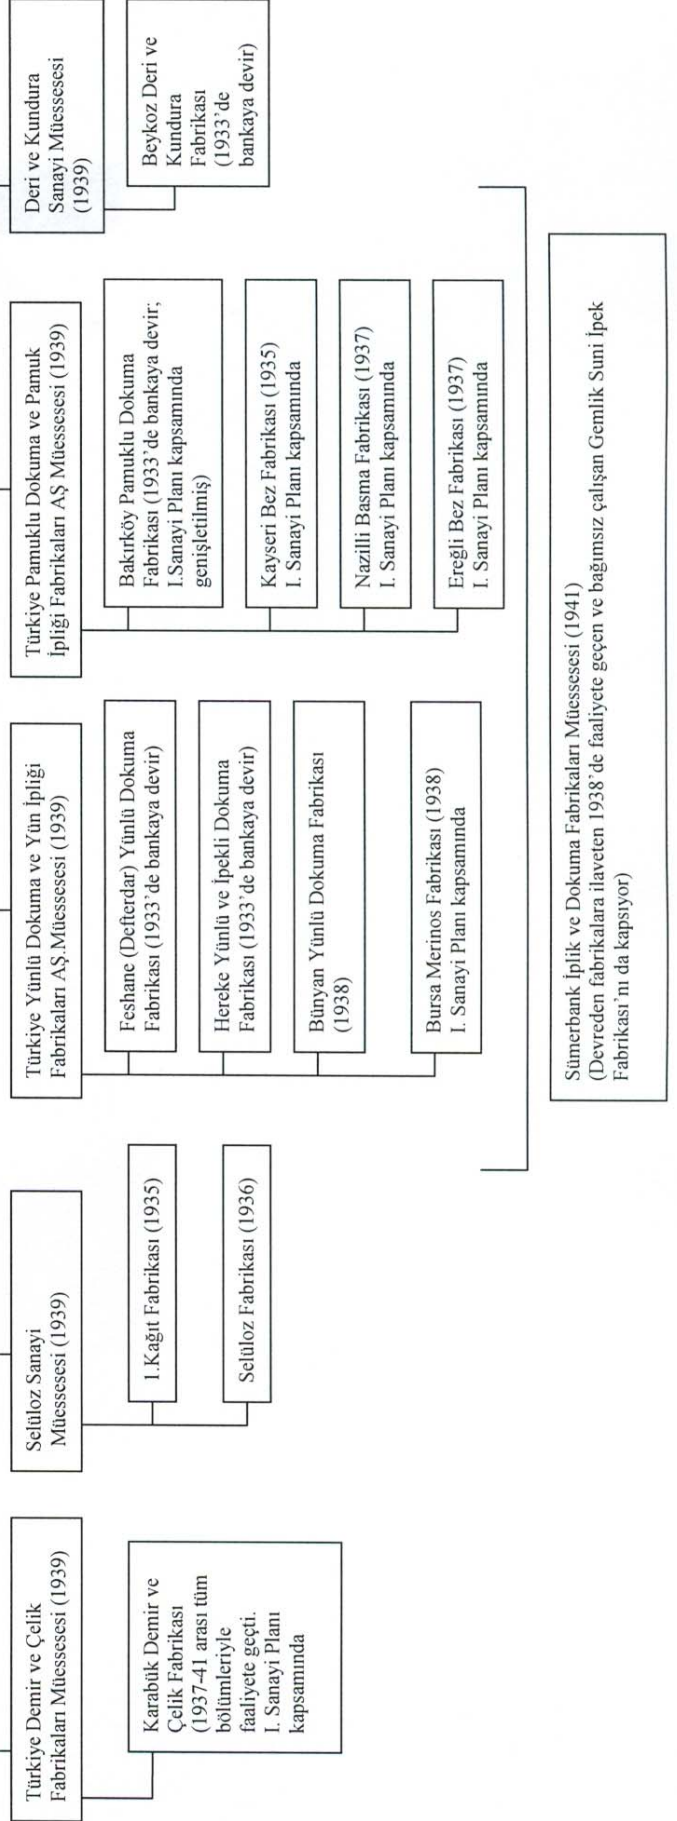 Türkiye Demir ve Çelik
Fabrikaları Müessesesi (1939)
Karabük Demir ve
Çelik Fabrikası
(1937-41 arası tüm
bölümleriyle
faaliyete geçti.
I. Sanayi Planı
kapsamında
Selüloz Sanayi
Müessesesi (1939)
1.Kağıt Fabrikası (1935)
Selüloz Fabrikası (1936)
Türkiye Yünlü Dokuma ve Yün İpliği
Fabrikaları AŞ.Müessesesi (1939)
Feshane (Defterdar) Yünlü Dokuma
Fabrikası (1933’de bankaya devir)
Hereke Yünlü ve İpekli Dokuma
Fabrikası (1933’de bankaya devir)
Bünyan Yünlü Dokuma Fabrikası
(1938)
Bursa Merinos Fabrikası (1938)
I. Sanayi Planı kapsamında
Türkiye Pamuklu Dokuma ve Pamuk
İpliği Fabrikaları AŞ Müessesesi (1939)
Bakırköy Pamuklu Dokuma
Fabrikası (1933’de bankaya devir;
I.Sanayi Planı kapsamında
genişletilmiş)
Kayseri Bez Fabrikası (1935)
I. Sanayi Planı kapsamında
Nazilli Basma Fabrikası (1937)
I. Sanayi Planı kapsamında
Ereğli Bez Fabrikası (1937)
I. Sanayi Planı kapsamında
Deri ve Kundura
Sanayi Müessesesi
(1939)
Beykoz Deri ve
Kundura
Fabrikası
(1933’de
bankaya devir)
Sümerbank İplik ve Dokuma Fabrikaları Müessesesi (1941)
(Devreden fabrikalara ilaveten 1938’de faaliyete geçen ve bağımsız çalışan Gemlik Suni İpek
Fabrikası’nı da kapsıyor)